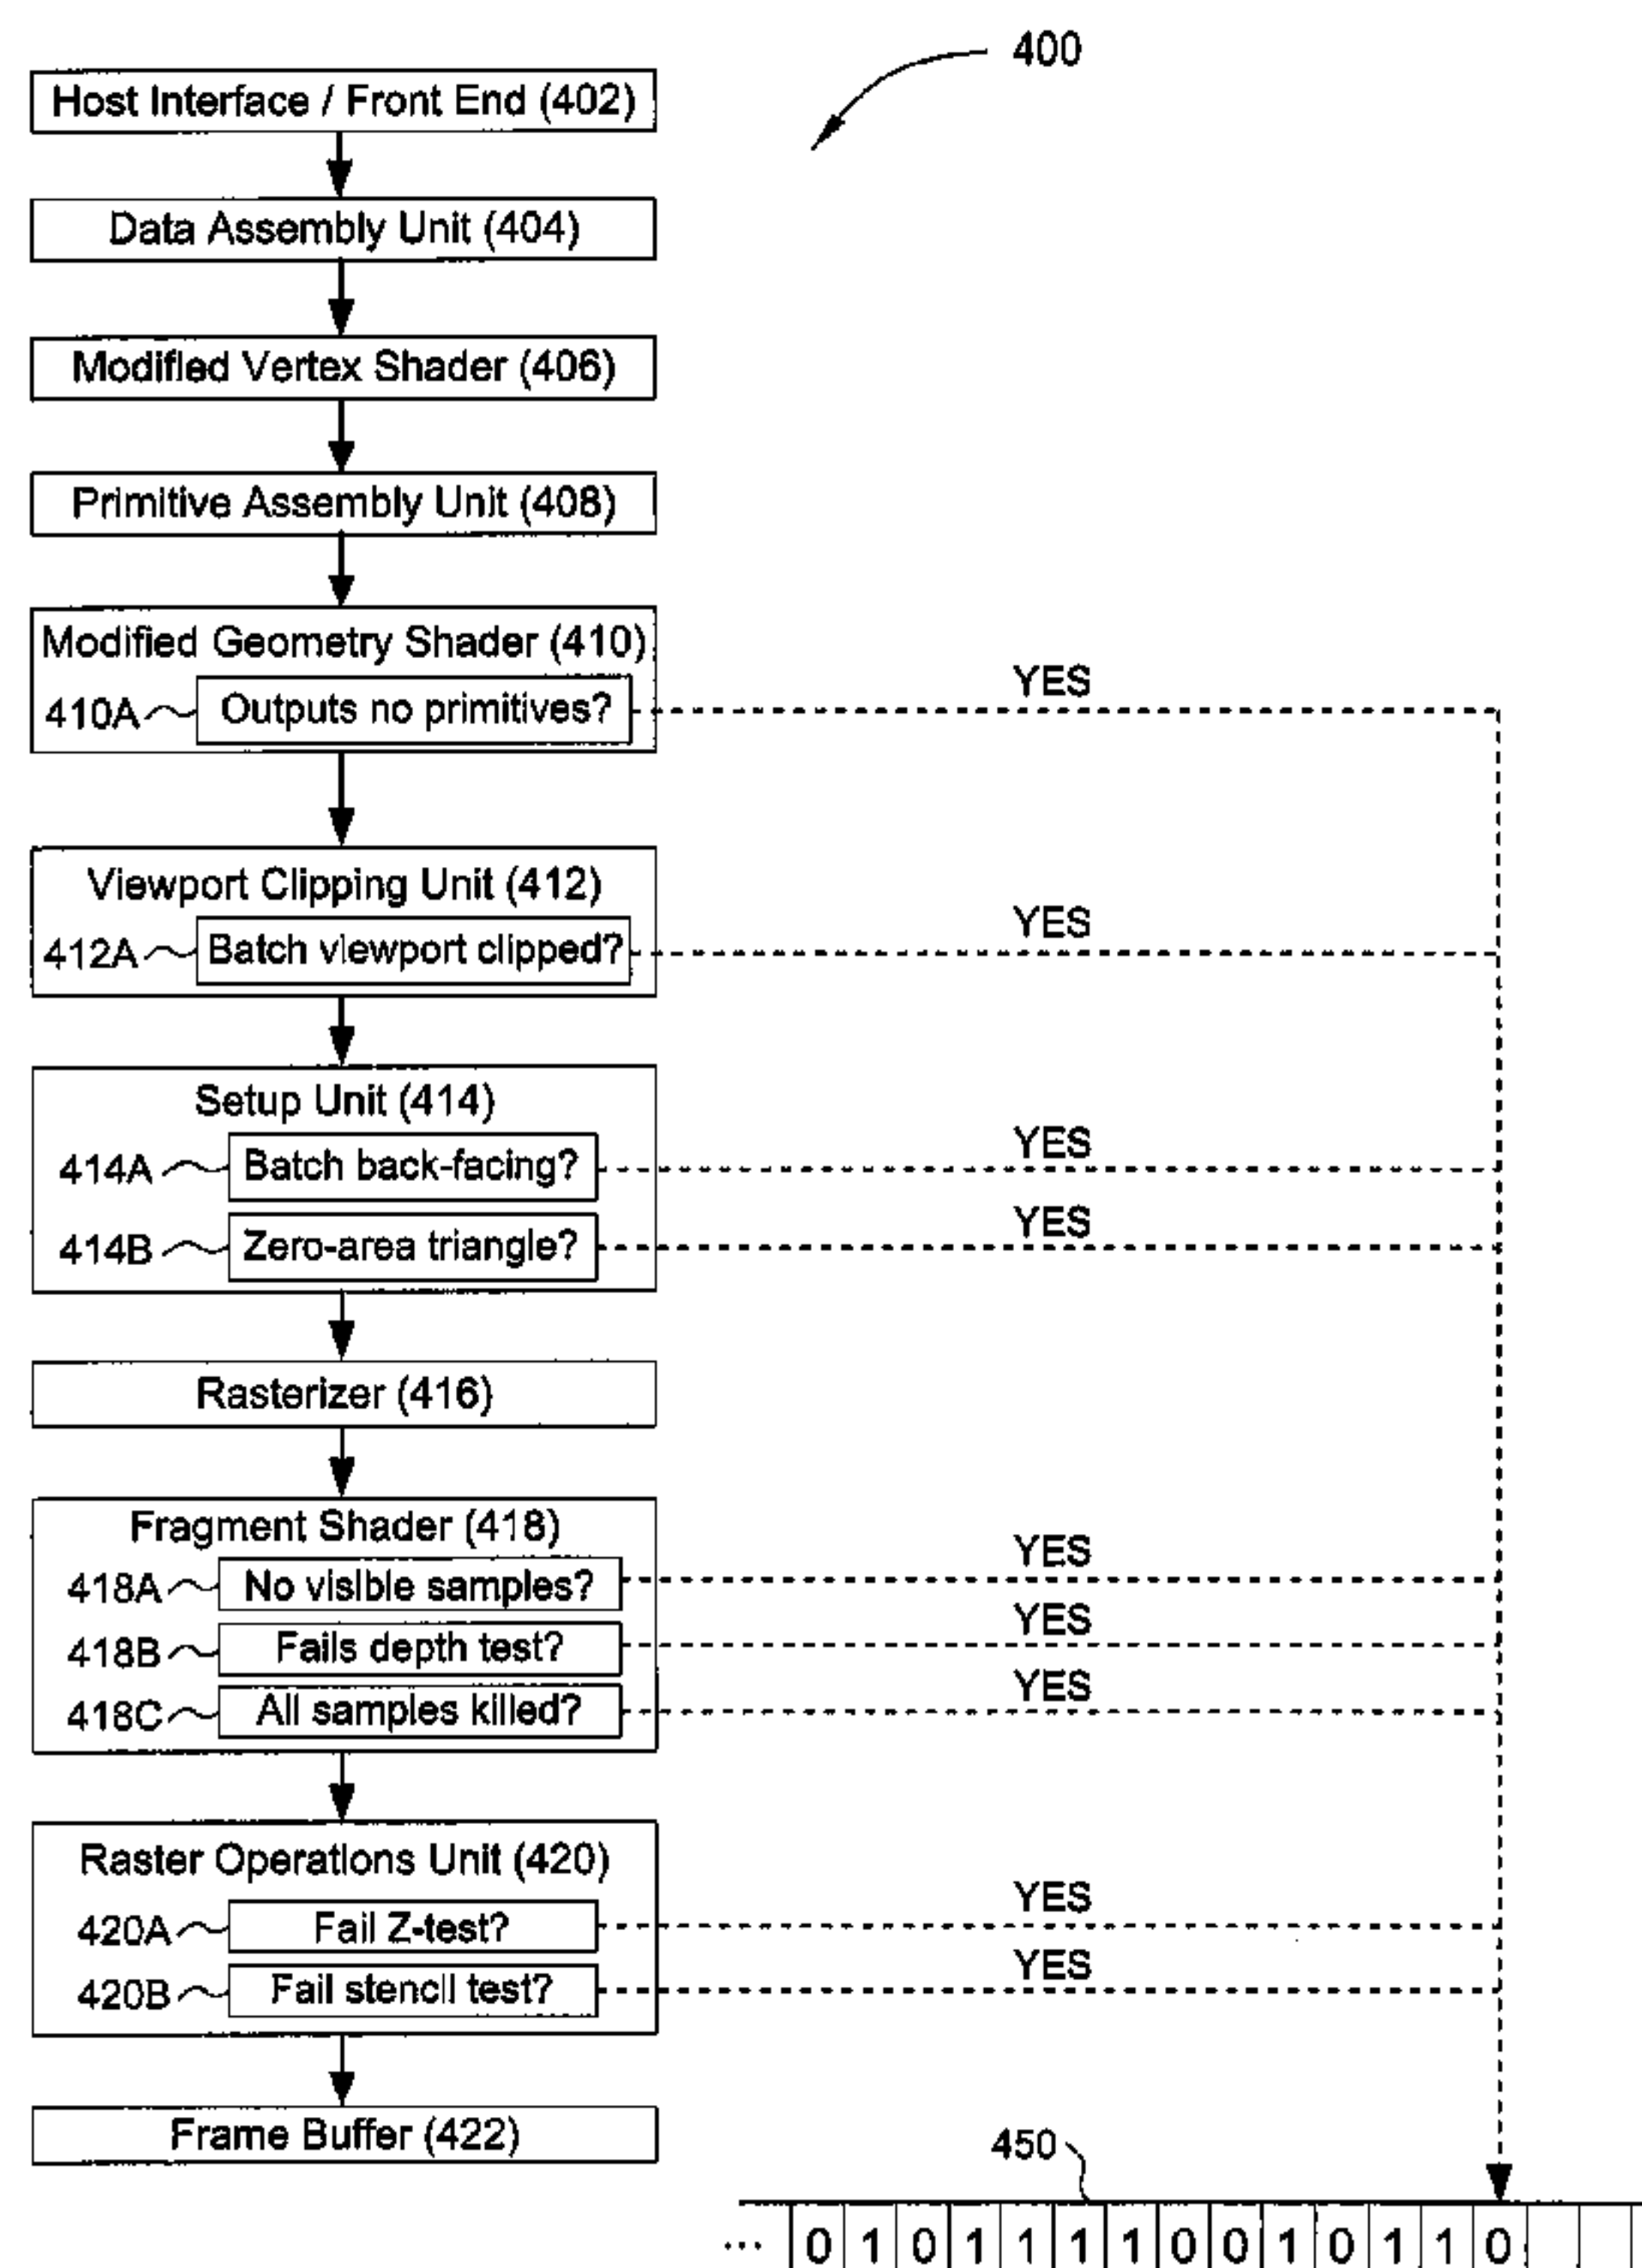 400
Host Interface / Front End (402)
Data Assembly Unit (404)
Modified Vertex Shader (406)
Primitive Assembly Unit (408)
Modified Geometry Shader (410)
410A Outputs no primitives? YES
Viewport Clipping Unit (412)
412A Batch viewport clipped? YES
Setup Unit (414)
414A Batch back-facing? YES
414B Zero-area triangle? YES
Rasterizer (416)
Fragment Shader (418)
418A No visible samples? YES
418B Fails depth test? YES
418C All samples killed? YES
Raster Operations Unit (420)
420A Fail Z-test? YES
420B Fail stencil test? YES
Frame Buffer (422)
450
... 0 1 0 1 1 1 1 0 0 1 0 1 1 0